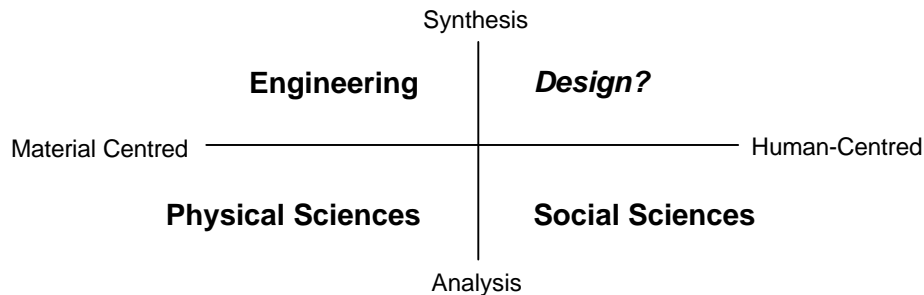 Synthesis
Engineering Design?
Material Centred Human-Centred
Physical Sciences Social Sciences
Analysis